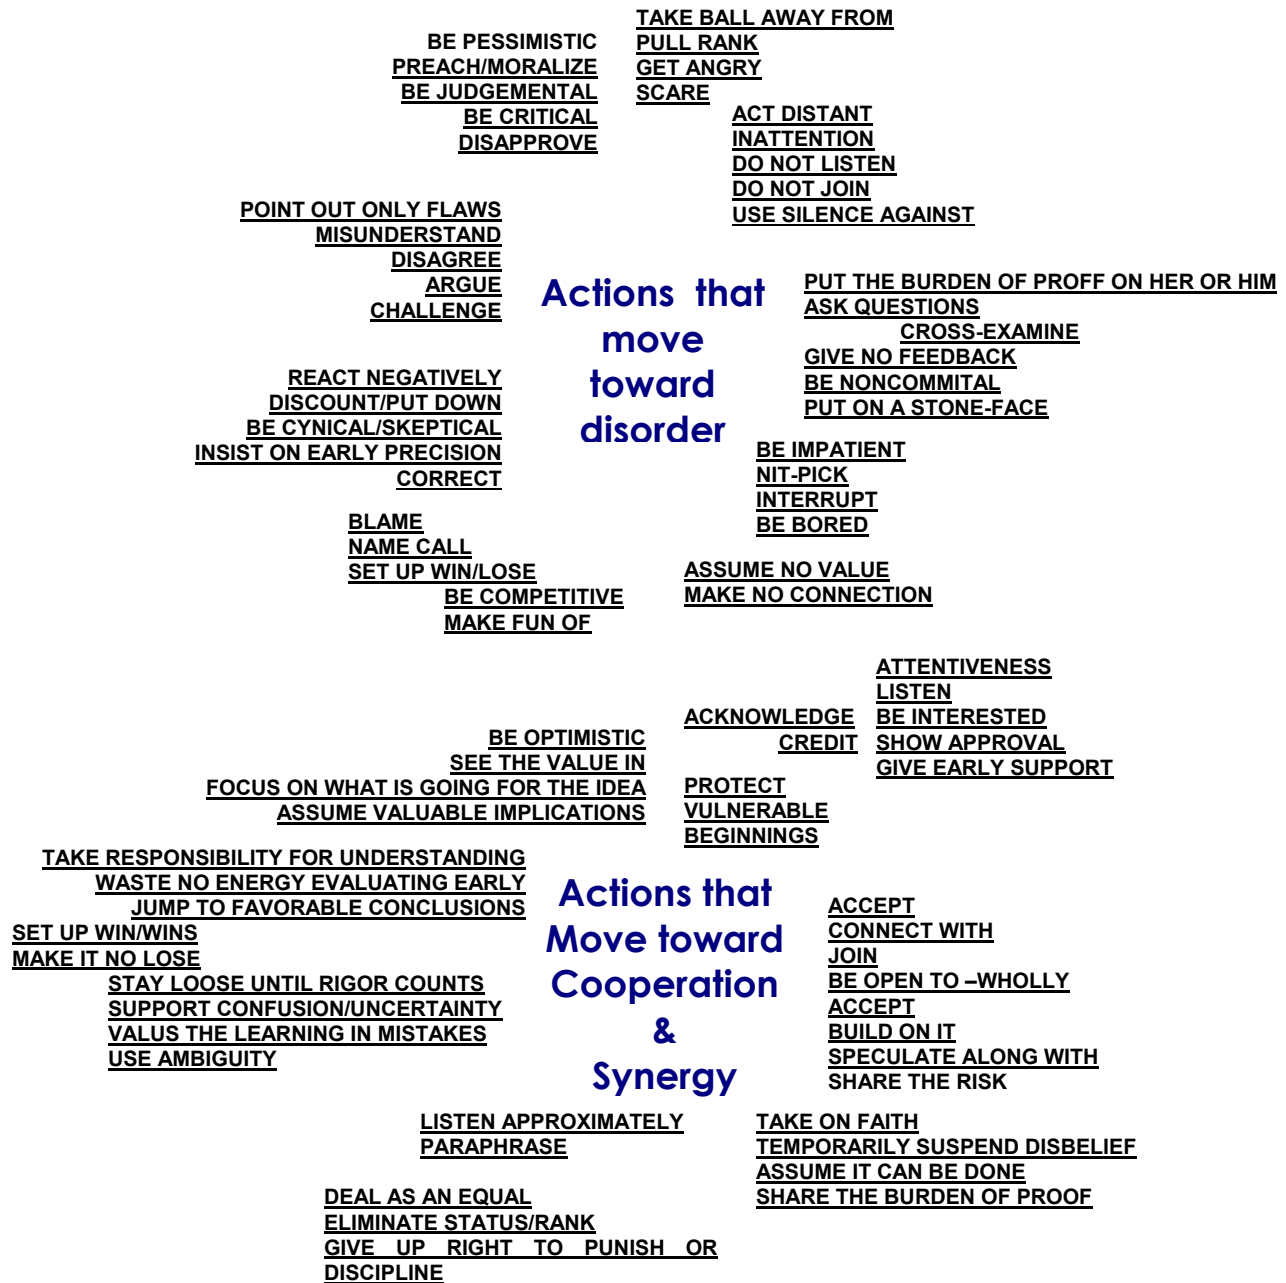 TAKE BALL AWAY FROM
PULL RANK
GET ANGRY
SCARE
BE PESSIMISTIC
PREACH/MORALIZE
BE JUDGEMENTAL
BE CRITICAL
DISAPPROVE
ACT DISTANT
INATTENTION
DO NOT LISTEN
DO NOT JOIN
USE SILENCE AGAINST
POINT OUT ONLY FLAWS
MISUNDERSTAND
DISAGREE
ARGUE
CHALLENGE
Actions that
move
toward
disorder
PUT THE BURDEN OF PROFF ON HER OR HIM
ASK QUESTIONS
CROSS-EXAMINE
GIVE NO FEEDBACK
BE NONCOMMITAL
PUT ON A STONE-FACE
REACT NEGATIVELY
DISCOUNT/PUT DOWN
BE CYNICAL/SKEPTICAL
INSIST ON EARLY PRECISION
CORRECT
BE IMPATIENT
NIT-PICK
INTERRUPT
BE BORED
BLAME
NAME CALL
SET UP WIN/LOSE
BE COMPETITIVE
MAKE FUN OF
ASSUME NO VALUE
MAKE NO CONNECTION
ATTENTIVENESS
LISTEN
BE INTERESTED
SHOW APPROVAL
GIVE EARLY SUPPORT
ACKNOWLEDGE
CREDIT
BE OPTIMISTIC
SEE THE VALUE IN
FOCUS ON WHAT IS GOING FOR THE IDEA
ASSUME VALUABLE IMPLICATIONS
PROTECT
VULNERABLE
BEGINNINGS
TAKE RESPONSIBILITY FOR UNDERSTANDING
WASTE NO ENERGY EVALUATING EARLY
JUMP TO FAVORABLE CONCLUSIONS
SET UP WIN/WINS
MAKE IT NO LOSE
STAY LOOSE UNTIL RIGOR COUNTS
SUPPORT CONFUSION/UNCERTAINTY
VALUS THE LEARNING IN MISTAKES
USE AMBIGUITY
Actions that
Move toward
Cooperation
&
Synergy
ACCEPT
CONNECT WITH
JOIN
BE OPEN TO –WHOLLY
ACCEPT
BUILD ON IT
SPECULATE ALONG WITH
SHARE THE RISK
LISTEN APPROXIMATELY
PARAPHRASE
TAKE ON FAITH
TEMPORARILY SUSPEND DISBELIEF
ASSUME IT CAN BE DONE
SHARE THE BURDEN OF PROOF
DEAL AS AN EQUAL
ELIMINATE STATUS/RANK
GIVE UP RIGHT TO PUNISH OR
DISCIPLINE